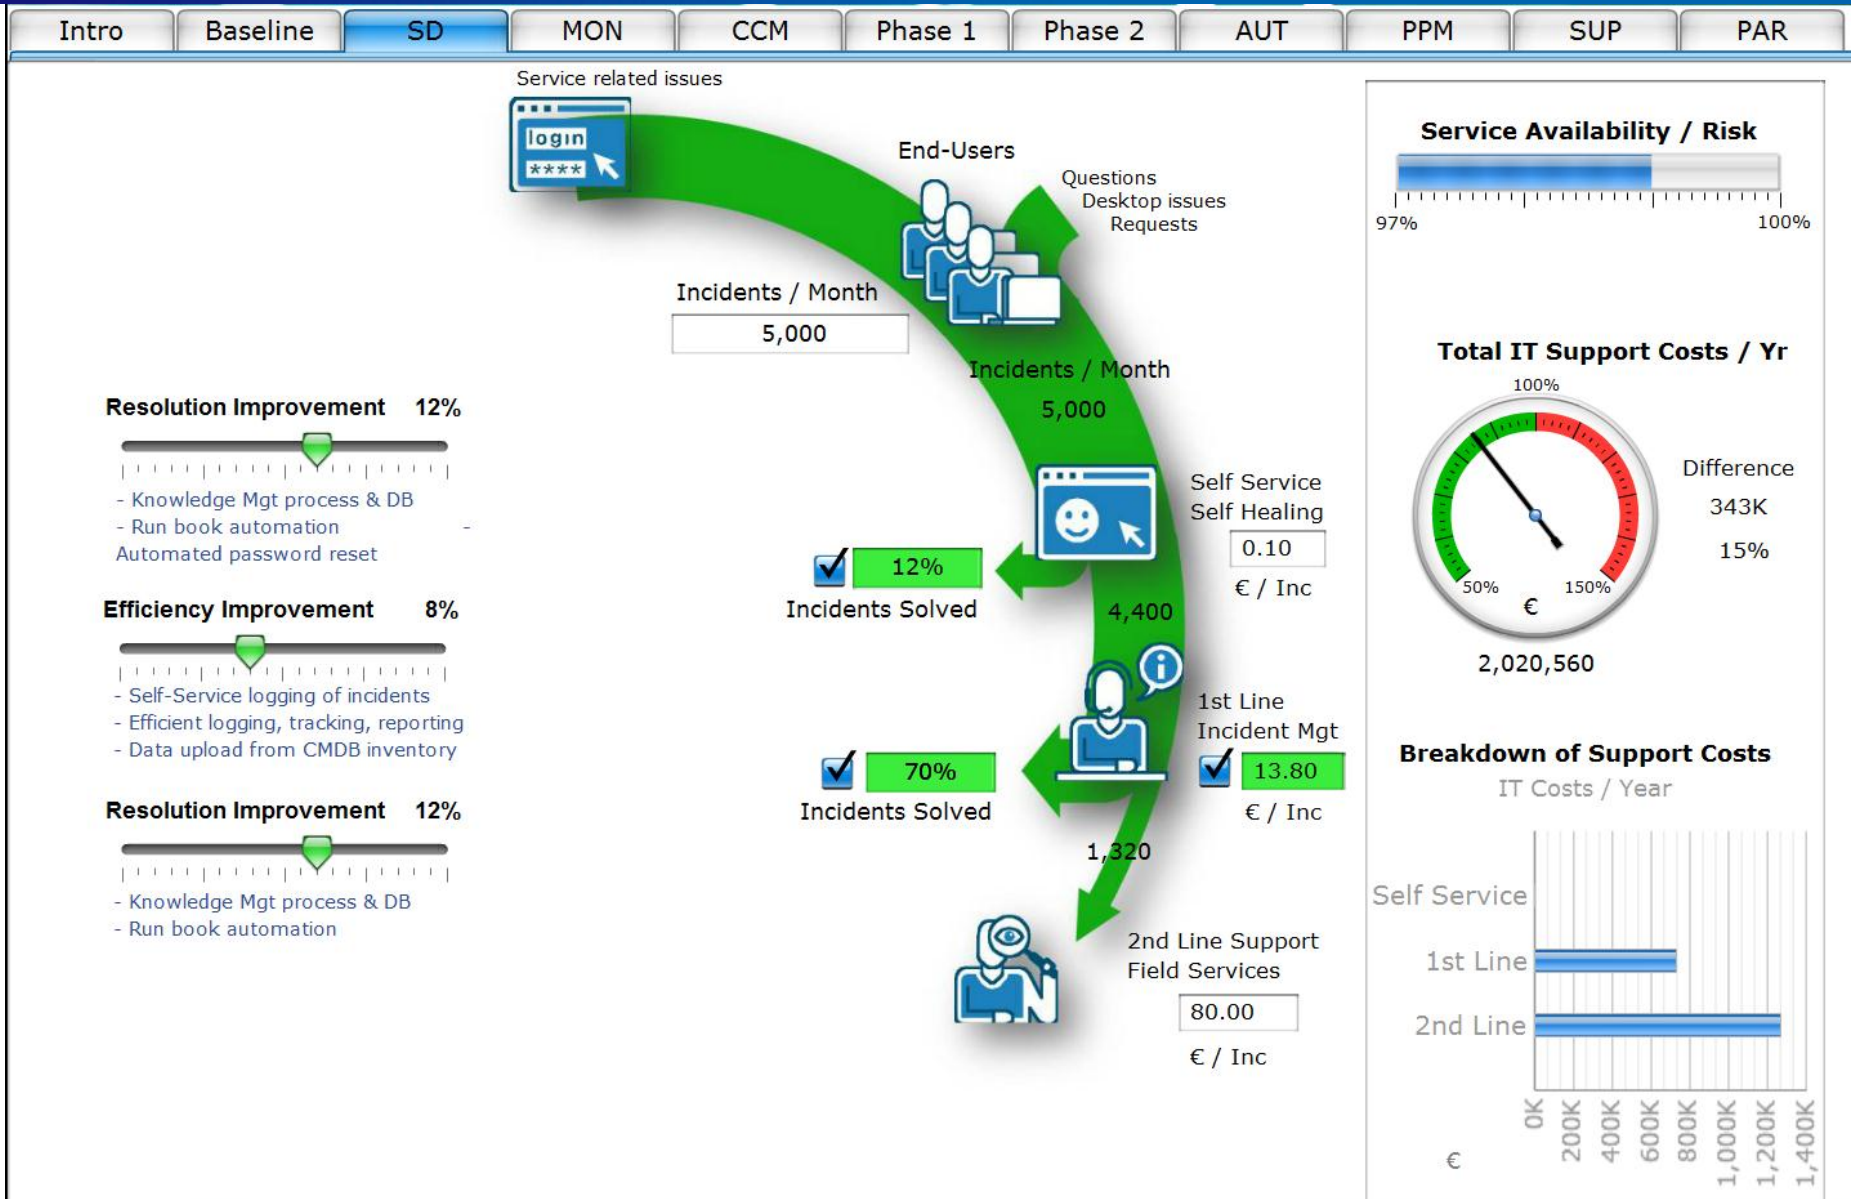 Intro Baseline SD MON CCM Phase 1 Phase 2 AUT PPM SUP PAR
Service related issues
login
****
End-Users
Questions
Desktop issues
Requests
Incidents / Month
5,000
Incidents / Month
5,000
Resolution Improvement 12%
- Knowledge Mgt process & DB
- Run book automation -
Automated password reset
Efficiency Improvement 8%
- Self-Service logging of incidents
- Efficient logging, tracking, reporting
- Data upload from CMDB inventory
Resolution Improvement 12%
- Knowledge Mgt process & DB
- Run book automation
Self Service
Self Healing
0.10
€ / Inc
12%
Incidents Solved
4,400
1st Line
Incident Mgt
13.80
€ / Inc
70%
Incidents Solved
1,320
2nd Line Support
Field Services
80.00
€ / Inc
Service Availability / Risk
97% 100%
Total IT Support Costs / Yr
100%
50% 150%
€
2,020,560
Difference
343K
15%
Breakdown of Support Costs
IT Costs / Year
Self Service
1st Line
2nd Line
0K 200K 400K 600K 800K 1,000K 1,200K 1,400K
€